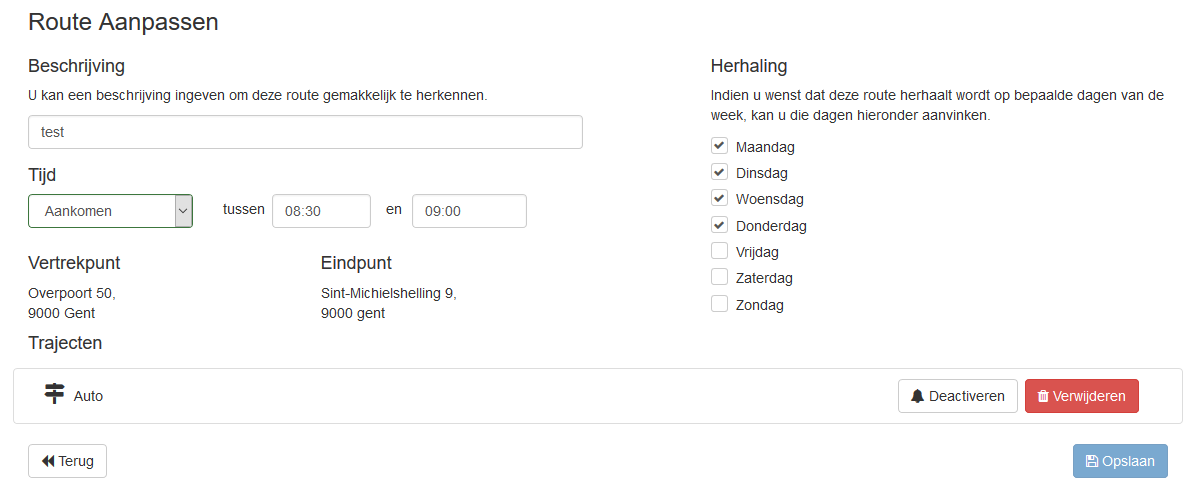 Route Aanpassen
Beschrijving
U kan een beschrijving ingeven om deze route gemakkelijk te herkennen.
test
Tijd
Aankomen
tussen
08:30
en
09:00
Vertrekpunt
Overpoort 50,
9000 Gent
Eindpunt
Sint-Michielshelling 9,
9000 gent
Herhaling
Indien u wenst dat deze route herhaalt wordt op bepaalde dagen van de
week, kan u die dagen hieronder aanvinken.
Maandag
Dinsdag
Woensdag
Donderdag
Vrijdag
Zaterdag
Zondag
Trajecten
Auto
Deactiveren
Verwijderen
Terug
Opslaan